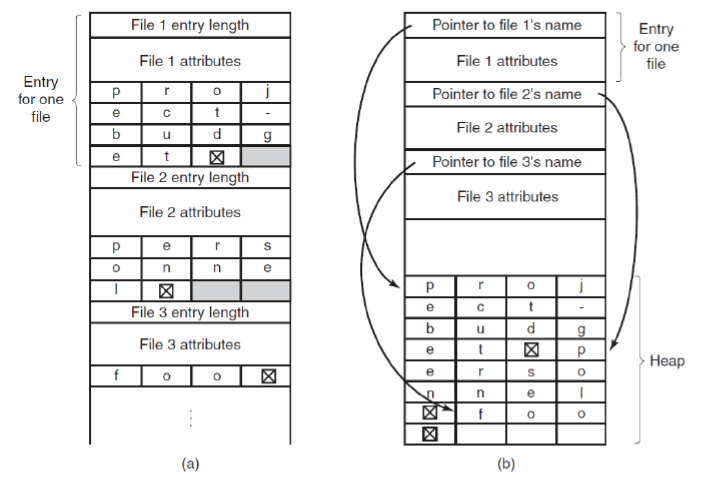 File 1 entry length
File 1 attributes
Entry
for one
file
p r o j
e c t -
b u d g
e t ☒
File 2 entry length
File 2 attributes
p e r s
o n n e
l ☒
File 3 entry length
File 3 attributes
f o o ☒
⋮
(a)
Pointer to file 1's name
File 1 attributes
Entry
for one
file
Pointer to file 2's name
File 2 attributes
Pointer to file 3's name
File 3 attributes
p r o j
e c t -
b u d g
e t ☒ p
e r s o
n n e l
☒ f o o
☒
Heap
(b)